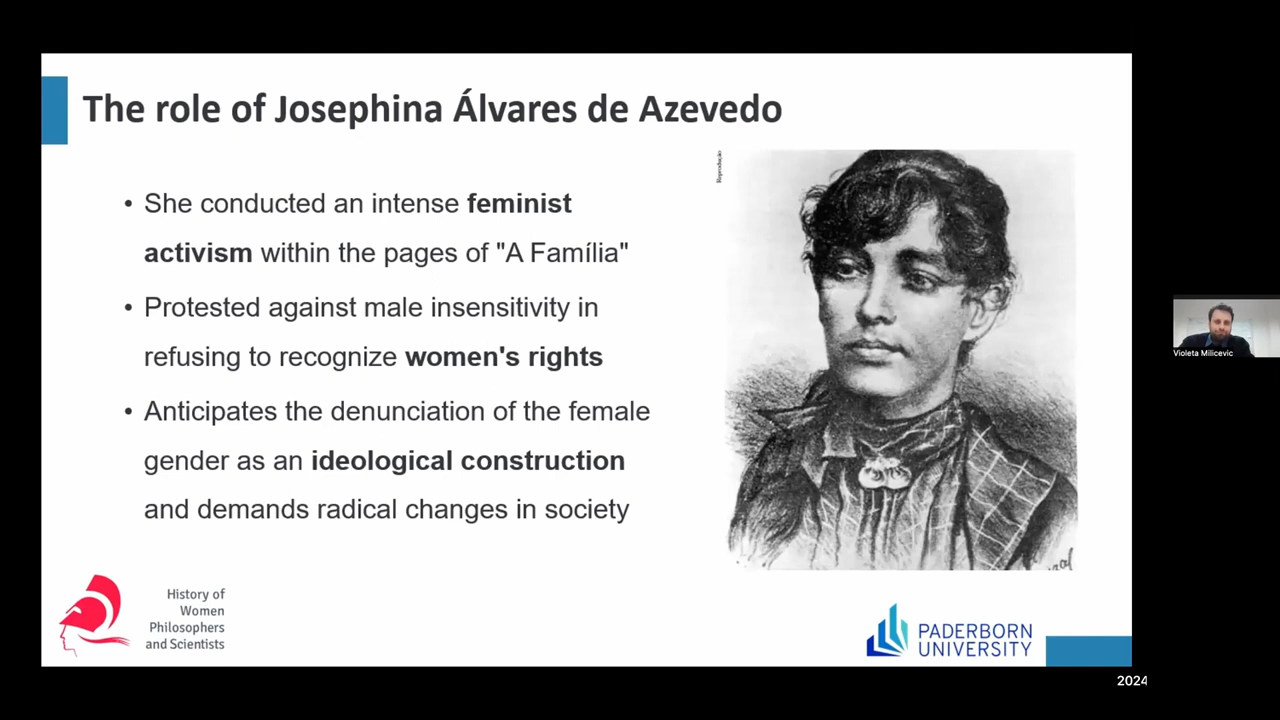 The role of Josephina Álvares de Azevedo
• She conducted an intense feminist
activism within the pages of "A Família"
• Protested against male insensitivity in
refusing to recognize women's rights
• Anticipates the denunciation of the female
gender as an ideological construction
and demands radical changes in society
Reprodução
History of
Women
Philosophers
and Scientists
PADERBORN
UNIVERSITY
Violeta Milicevic
2024